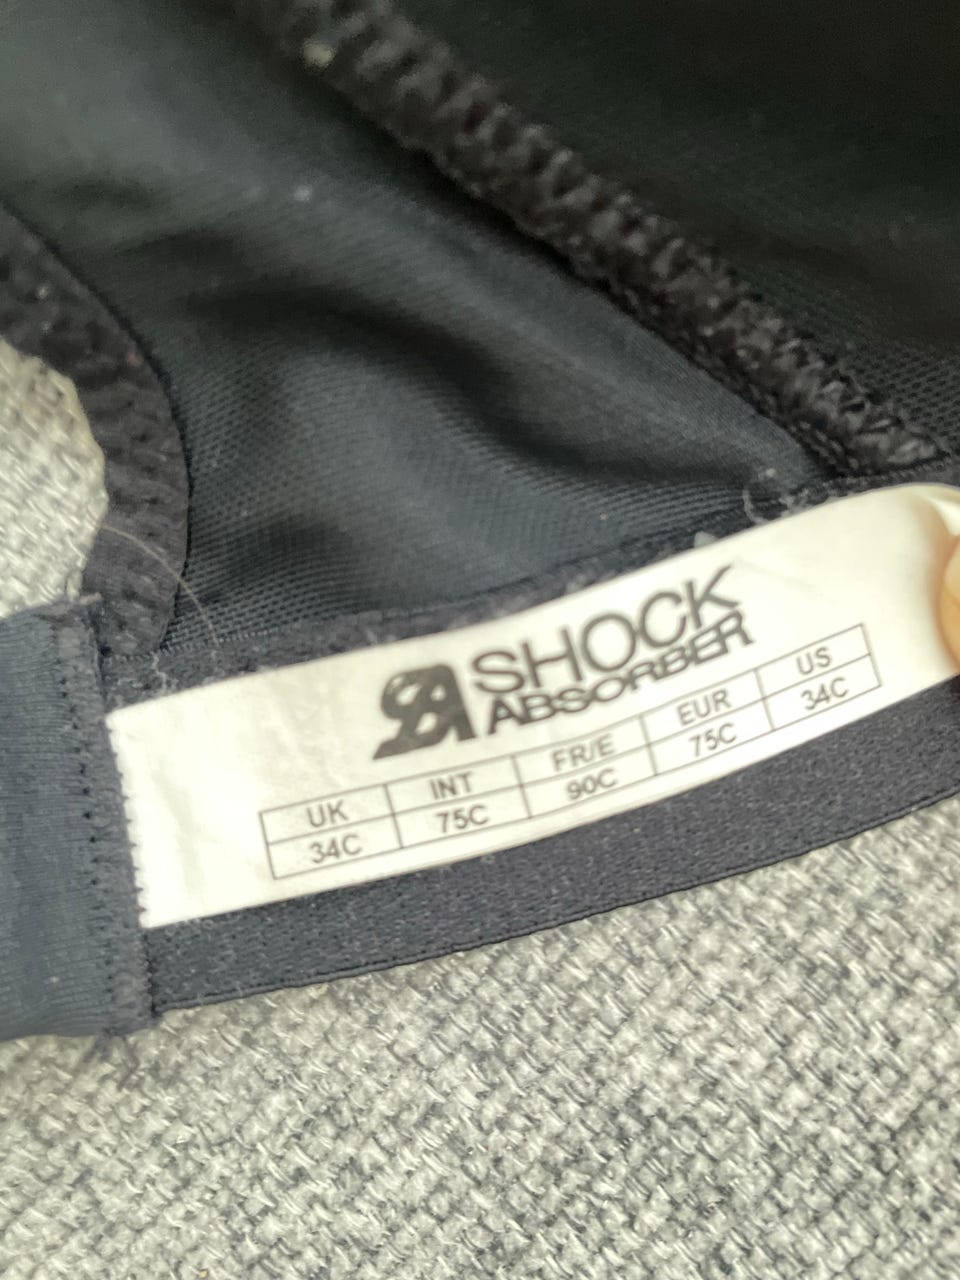 SHOCK
ABSORBER
UK INT FR/E EUR US
34C 75C 90C 75C 34C